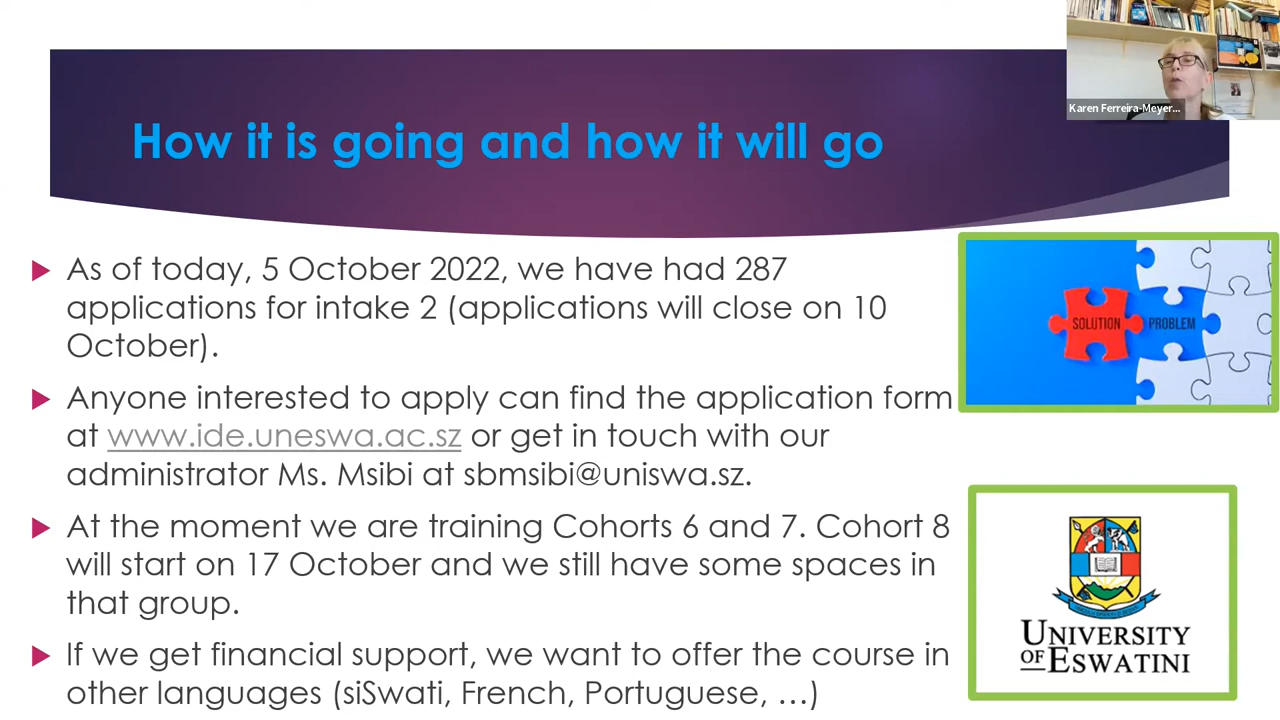 Karen Ferreira-Meyer...
How it is going and how it will go
As of today, 5 October 2022, we have had 287
applications for intake 2 (applications will close on 10
October).
Anyone interested to apply can find the application form
at www.ide.uneswa.ac.sz or get in touch with our
administrator Ms. Msibi at sbmsibi@uniswa.sz.
At the moment we are training Cohorts 6 and 7. Cohort 8
will start on 17 October and we still have some spaces in
that group.
If we get financial support, we want to offer the course in
other languages (siSwati, French, Portuguese, …)
SOLUTION PROBLEM
UNIVERSITY
OF ESWATINI